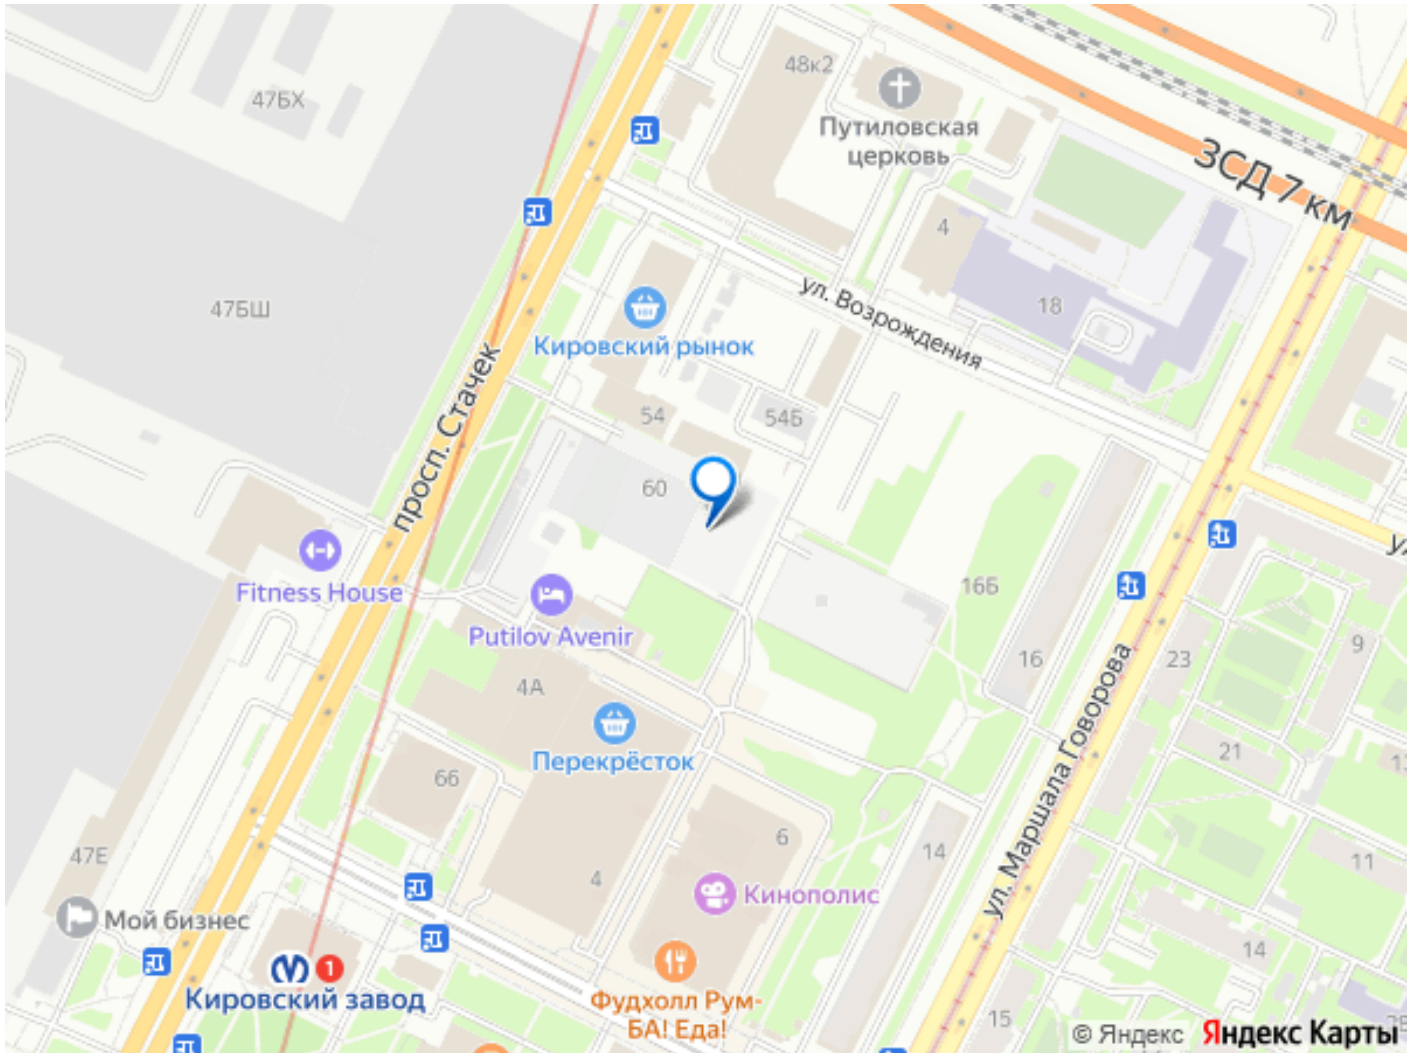 48к2
47БХ
Путиловская
церковь
ЗСД 7 км
4
47БШ
18
ул. Возрождения
Кировский рынок
просп. Стачек
54
54Б
60
Fitness House
16Б
Putilov Avenir
16
23
9
4А
ул. Маршала Говорова
21
Перекрёсток
66
6
14
47Е
11
4
Кинополис
Мой бизнес
14
1
Кировский завод
Фудхолл Рум-
БА! Еда!
15
© Яндекс
Яндекс Карты